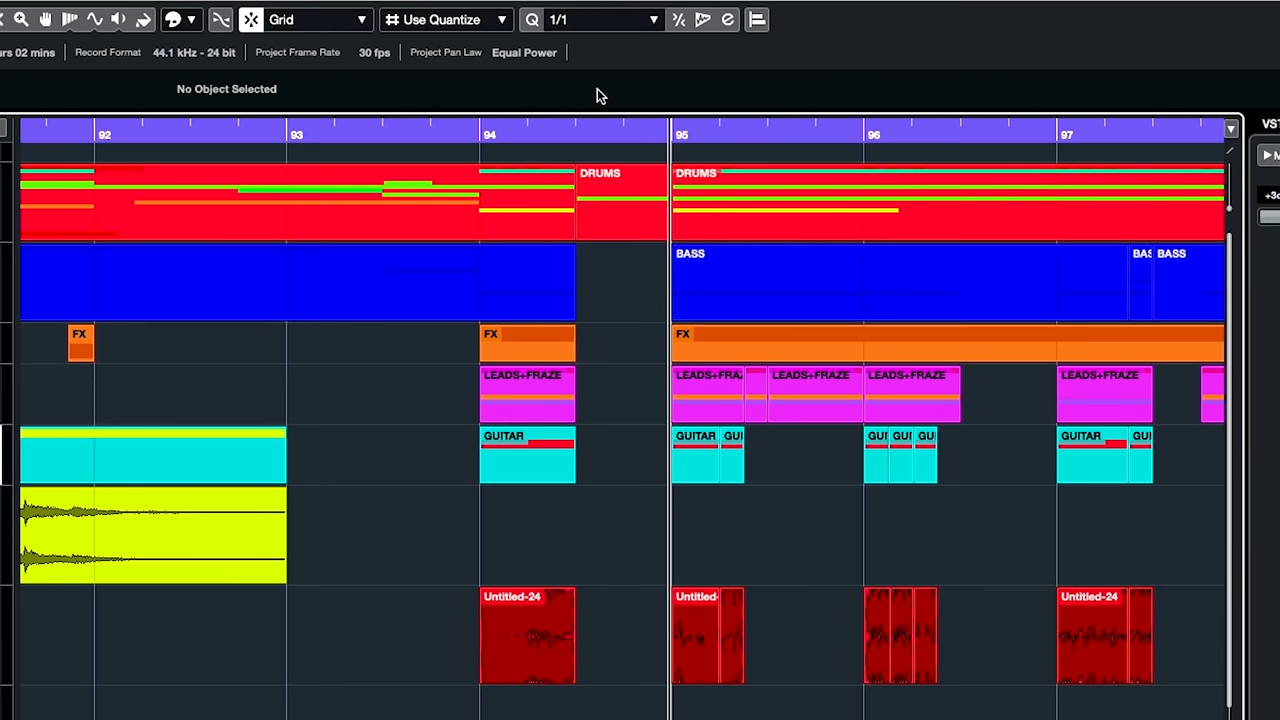 Grid Use Quantize Q 1/1
urs 02 mins Record Format 44.1 kHz - 24 bit Project Frame Rate 30 fps Project Pan Law Equal Power
No Object Selected
92 93 94 95 96 97
VST
DRUMS DRUMS
BASS BAS BASS
FX FX FX
LEADS+FRAZE LEADS+FRAZ LEADS+FRAZE LEADS+FRAZE LEADS+FRAZE
GUITAR GUITAR GUI GUI GUI GUI GUITAR GUI
Untitled-24 Untitled- Untitled-24